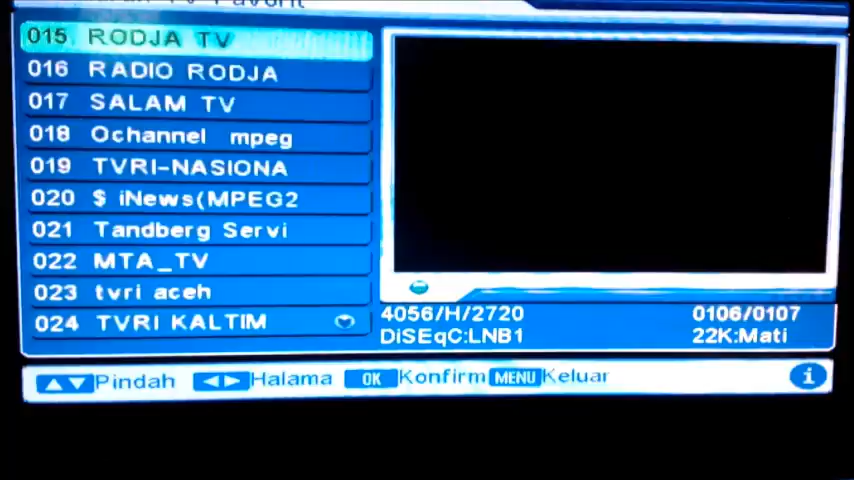 015 RODJA TV
016 RADIO RODJA
017 SALAM TV
018 Ochannel mpeg
019 TVRI-NASIONA
020 $ iNews(MPEG2
021 Tandberg Servi
022 MTA_TV
023 tvri aceh
024 TVRI KALTIM
4056/H/2720 0106/0107
DiSEqC:LNB1 22K:Mati
Pindah Halama OK Konfirm MENU Keluar i